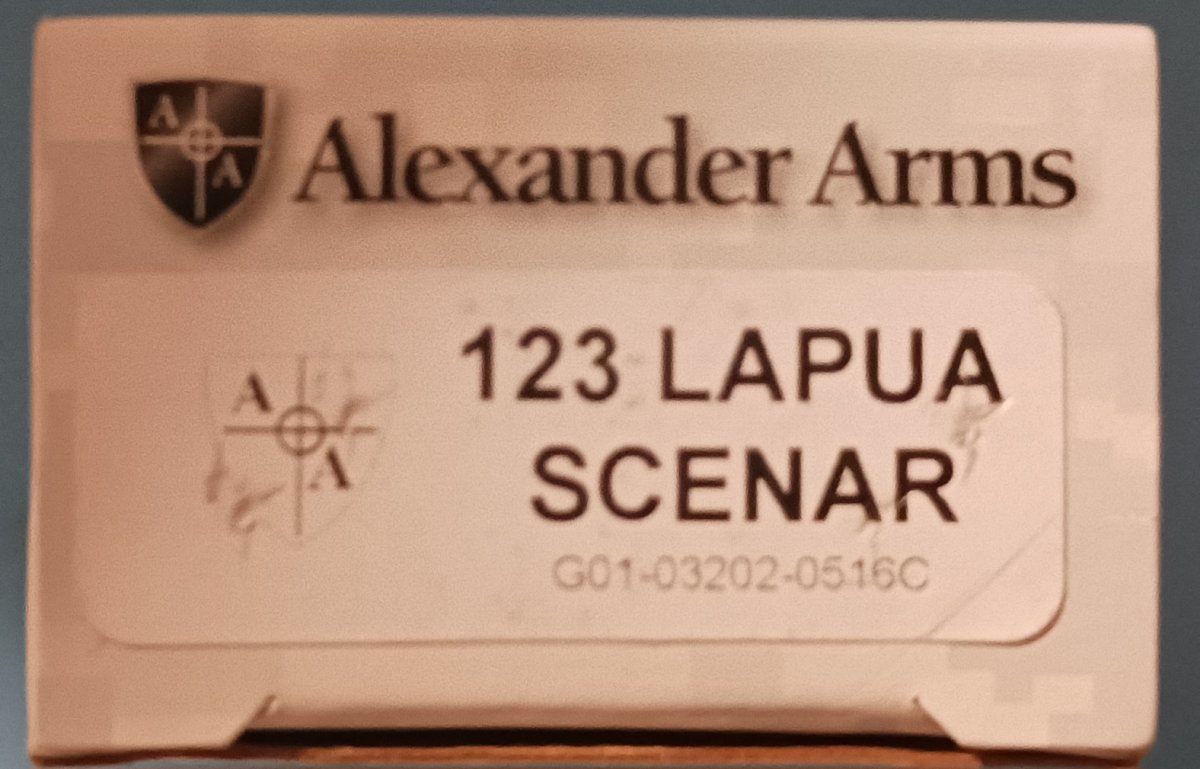 A
A
Alexander Arms
A
A
123 LAPUA
SCENAR
G01-03202-0516C